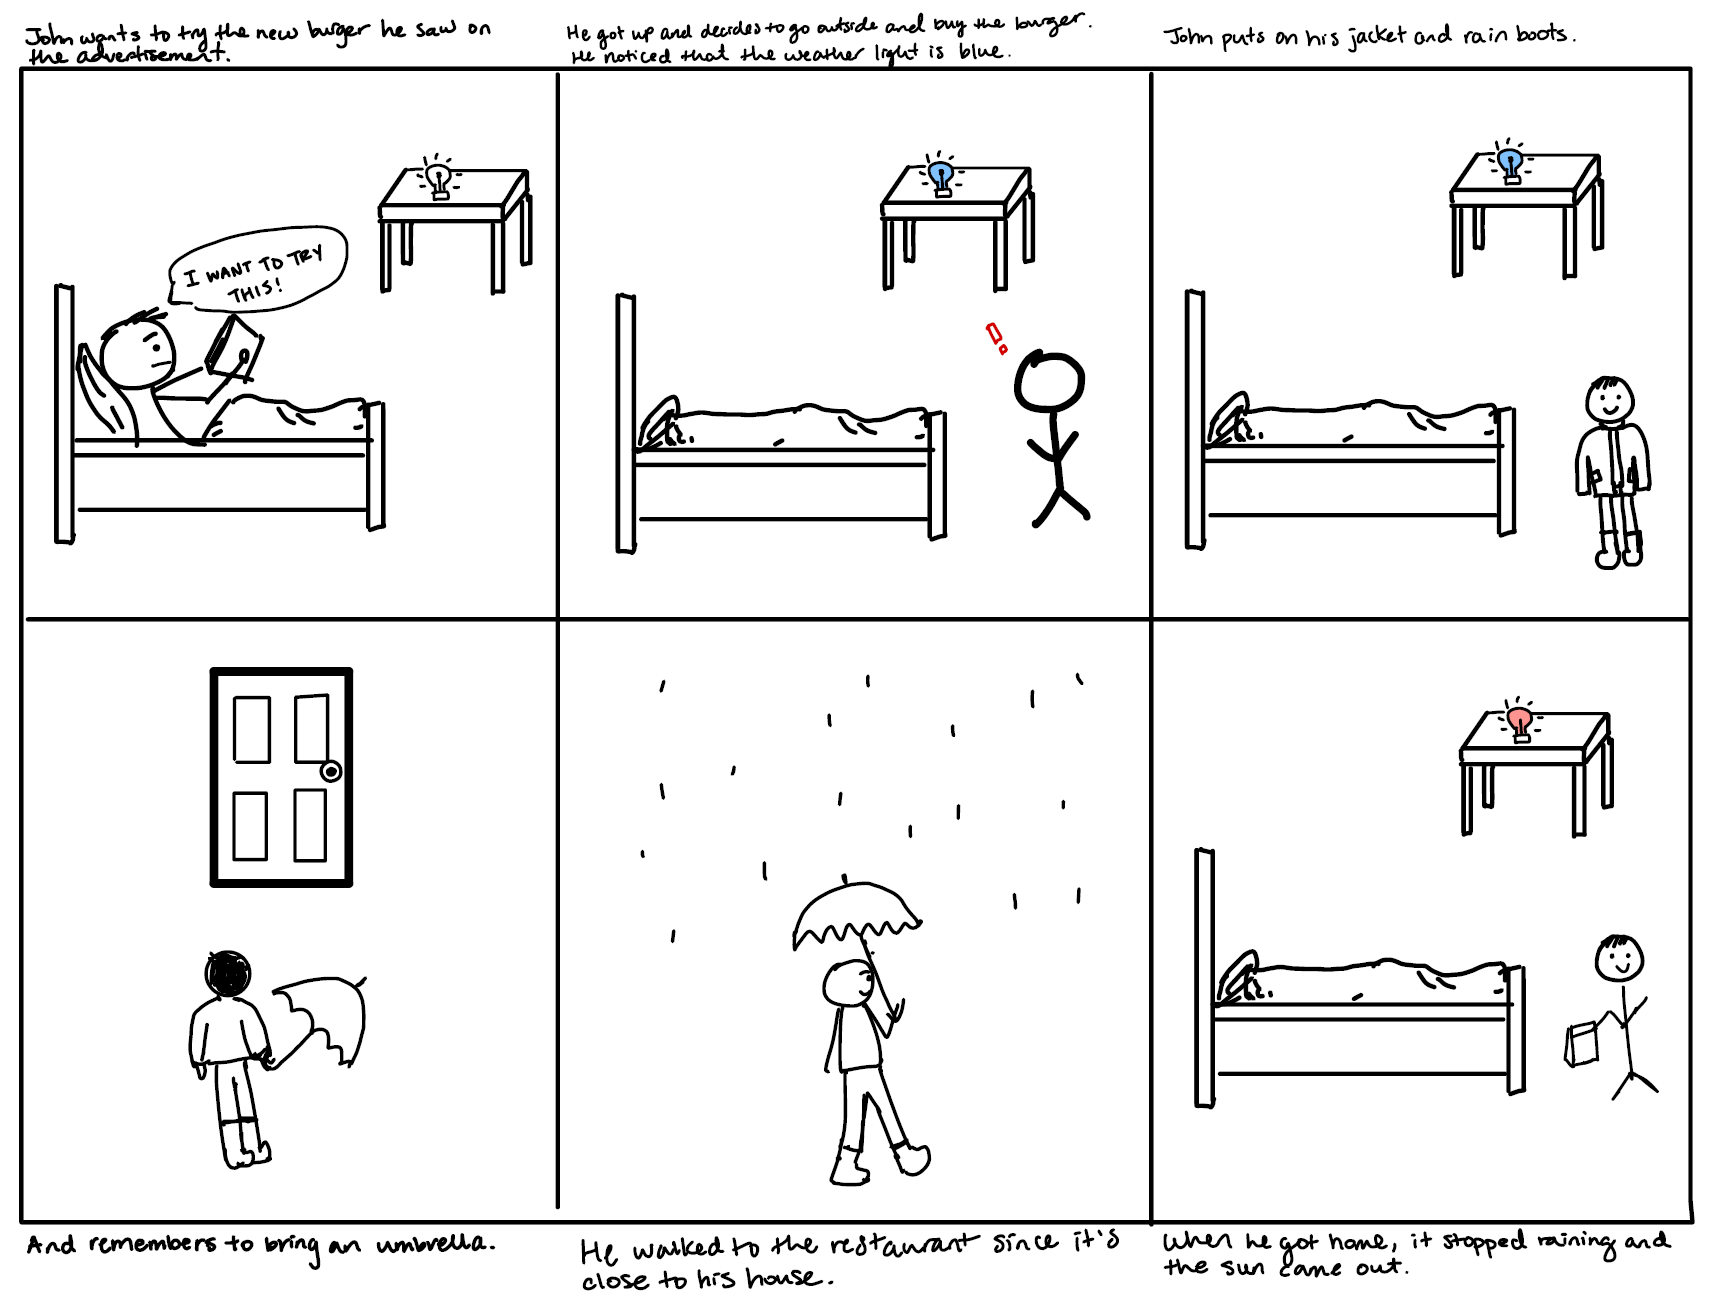 John wants to try the new burger he saw on
the advertisement.
He got up and decides to go outside and buy the burger.
He noticed that the weather light is blue.
John puts on his jacket and rain boots.
I WANT TO TRY
THIS!
!
And remembers to bring an umbrella.
He walked to the restaurant since it's
close to his house.
When he got home, it stopped raining and
the sun came out.